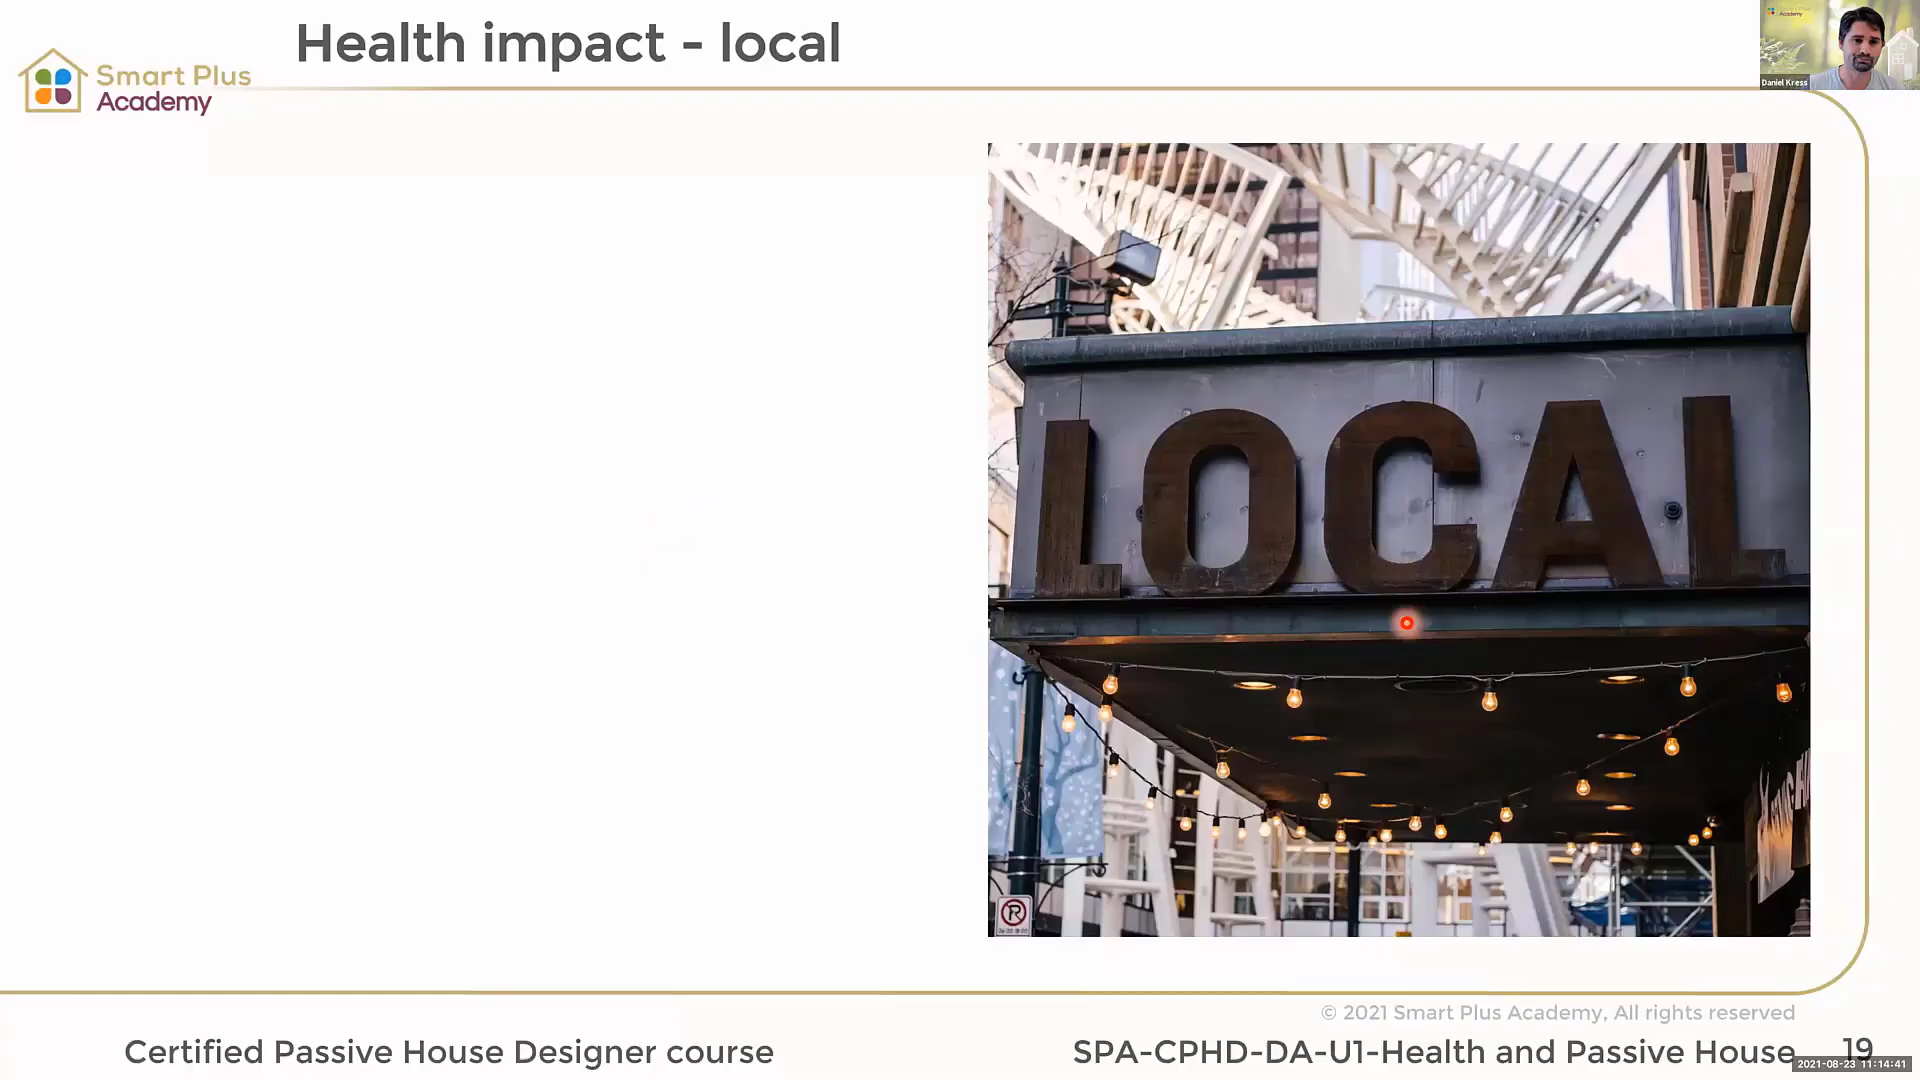 Health impact - local
Smart Plus
Academy
Daniel Kress
LOCAL
© 2021 Smart Plus Academy, All rights reserved
Certified Passive House Designer course
SPA-CPHD-DA-U1-Health and Passive House
19
2021-08-23 11:14:41